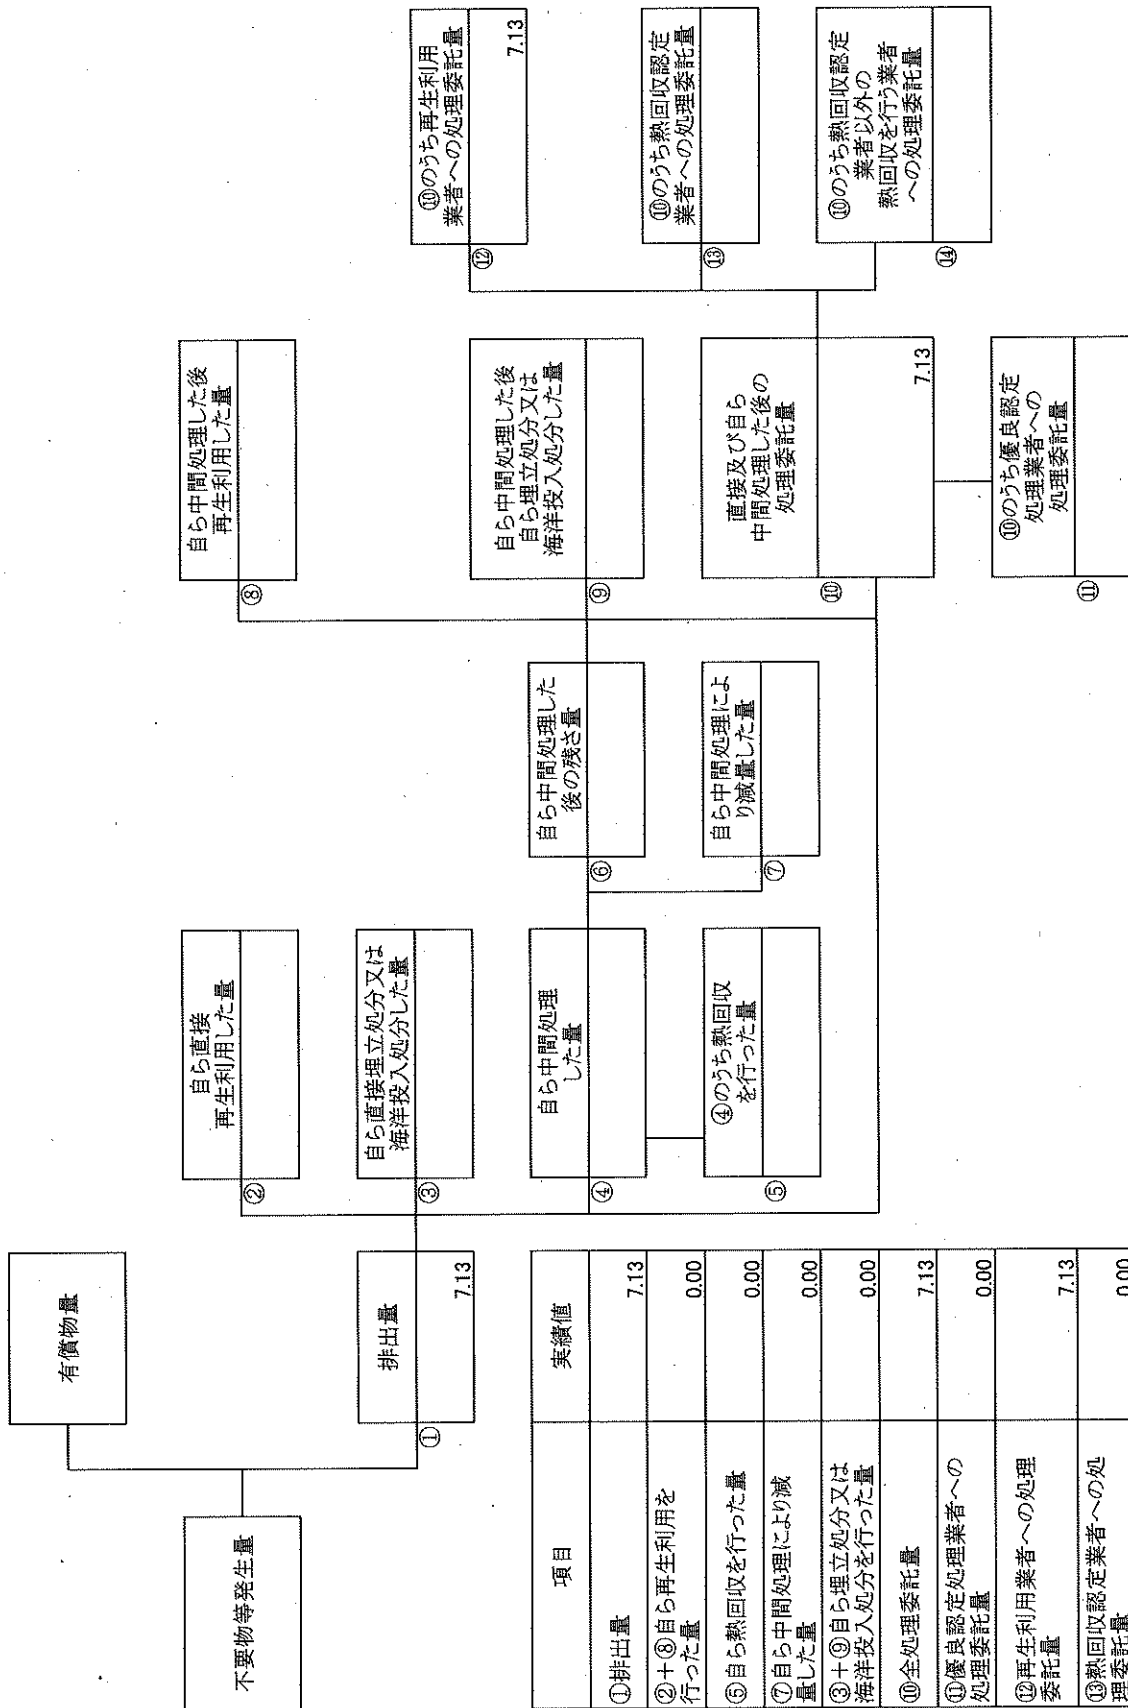 不要物等発生量
有償物量
排出量
①
7.13
自ら直接
再生利用した量
②
自ら直接埋立処分又は
海洋投入処分した量
③
自ら中間処理
した量
④
④のうち熱回収
を行った量
⑤
自ら中間処理した
後の残さ量
⑥
自ら中間処理によ
り減量した量
⑦
自ら中間処理した後
再生利用した量
⑧
自ら中間処理した後
自ら埋立処分又は
海洋投入処分した量
⑨
直接及び自ら
中間処理した後の
処理委託量
⑩
7.13
⑩のうち優良認定
処理業者への
処理委託量
⑪
⑩のうち再生利用
業者への処理委託量
⑫
7.13
⑩のうち熱回収認定
業者への処理委託量
⑬
⑩のうち熱回収認定
業者以外の
熱回収を行う業者
への処理委託量
⑭
項目 実績値
①排出量 7.13
②+⑧自ら再生利用を
行った量 0.00
⑤自ら熱回収を行った量 0.00
⑦自ら中間処理により減
量した量 0.00
③+⑨自ら埋立処分又は
海洋投入処分を行った量 0.00
⑩全処理委託量 7.13
⑪優良認定処理業者への
処理委託量 0.00
⑫再生利用業者への処理
委託量 7.13
⑬熱回収認定業者への処
理委託量 0.00